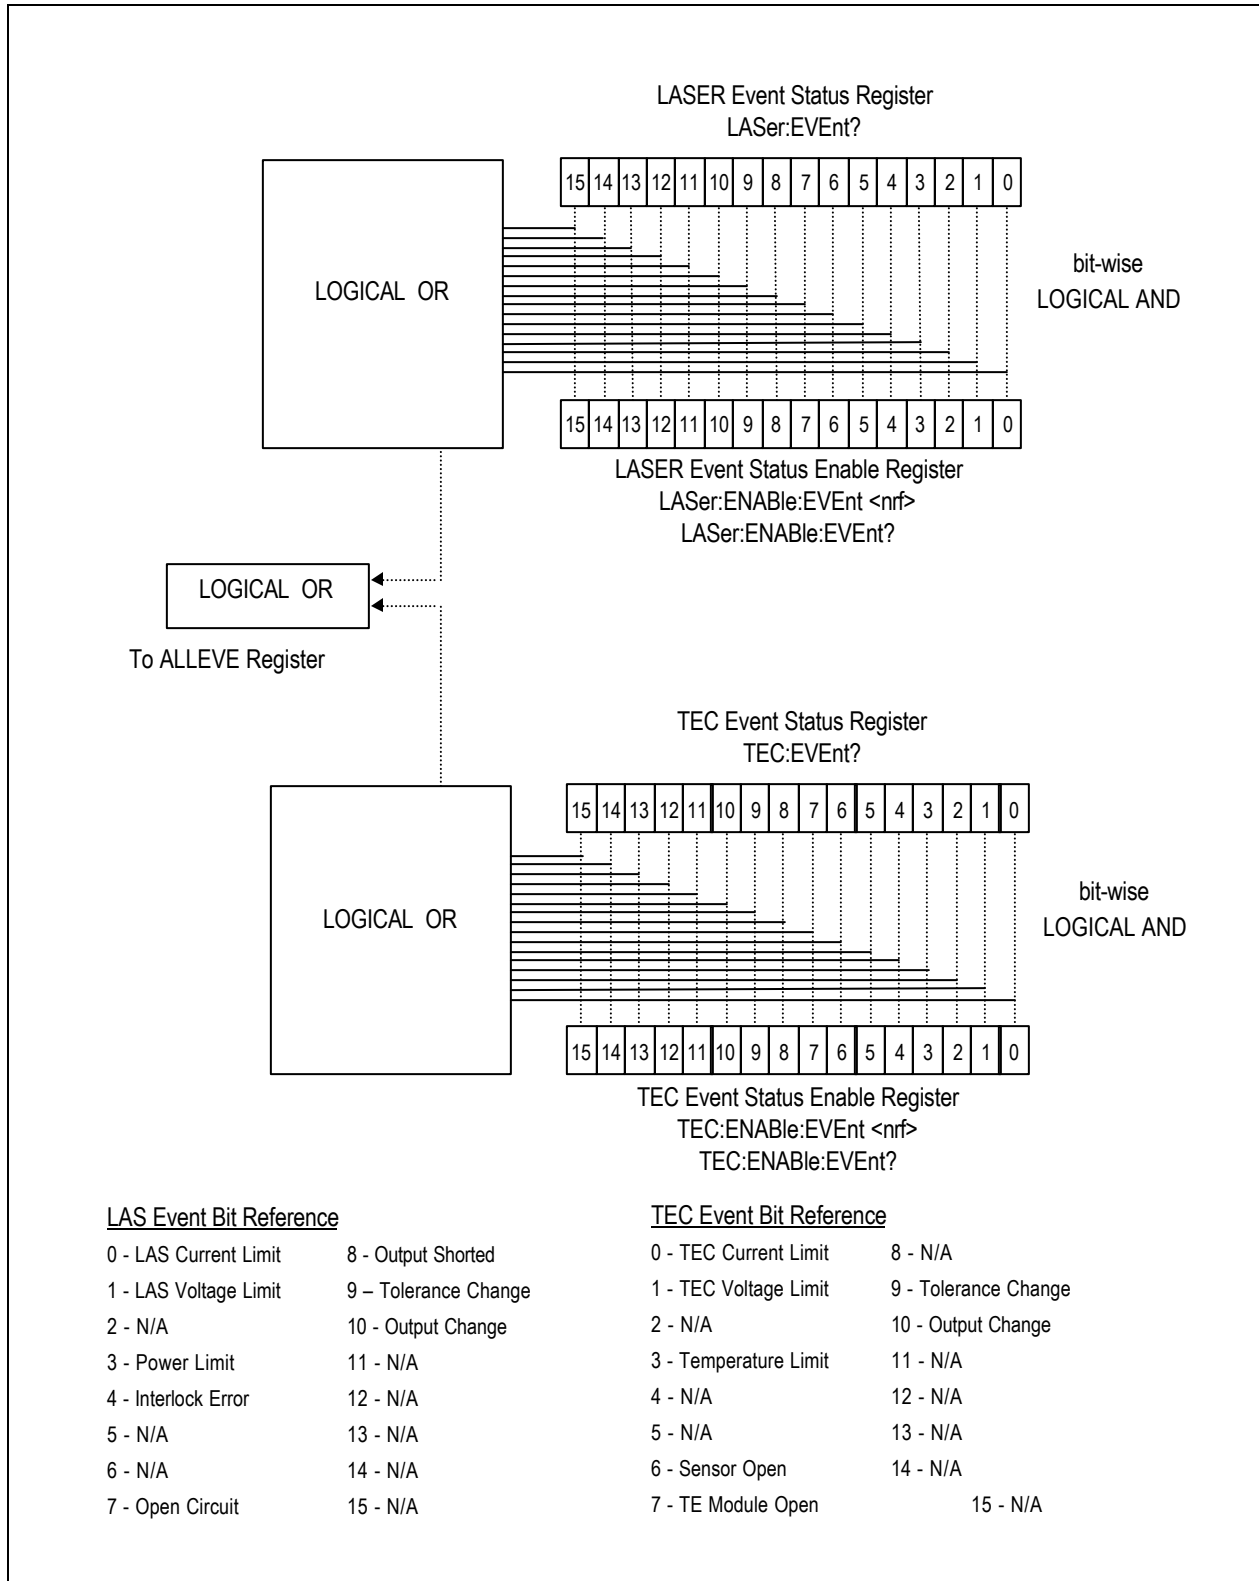 LASER Event Status Register
LASer:EVEnt?
15 14 13 12 11 10 9 8 7 6 5 4 3 2 1 0
LOGICAL OR
bit-wise
LOGICAL AND
15 14 13 12 11 10 9 8 7 6 5 4 3 2 1 0
LASER Event Status Enable Register
LASer:ENABle:EVEnt <nrf>
LASer:ENABle:EVEnt?
LOGICAL OR
To ALLEVE Register
TEC Event Status Register
TEC:EVEnt?
15 14 13 12 11 10 9 8 7 6 5 4 3 2 1 0
LOGICAL OR
bit-wise
LOGICAL AND
15 14 13 12 11 10 9 8 7 6 5 4 3 2 1 0
TEC Event Status Enable Register
TEC:ENABle:EVEnt <nrf>
TEC:ENABle:EVEnt?
LAS Event Bit Reference
0 - LAS Current Limit
1 - LAS Voltage Limit
2 - N/A
3 - Power Limit
4 - Interlock Error
5 - N/A
6 - N/A
7 - Open Circuit
8 - Output Shorted
9 – Tolerance Change
10 - Output Change
11 - N/A
12 - N/A
13 - N/A
14 - N/A
15 - N/A
TEC Event Bit Reference
0 - TEC Current Limit
1 - TEC Voltage Limit
2 - N/A
3 - Temperature Limit
4 - N/A
5 - N/A
6 - Sensor Open
7 - TE Module Open
8 - N/A
9 - Tolerance Change
10 - Output Change
11 - N/A
12 - N/A
13 - N/A
14 - N/A
15 - N/A